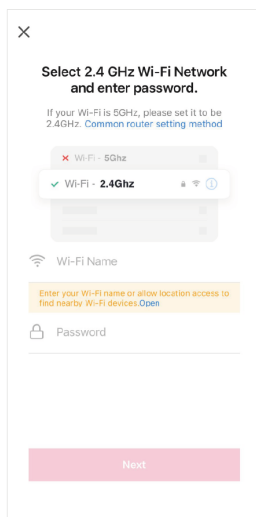 Select 2.4 GHz Wi-Fi Network
and enter password.
If your Wi-Fi is 5GHz, please set it to be
2.4GHz. Common router setting method
Wi-Fi - 5Ghz
Wi-Fi - 2.4Ghz
Wi-Fi Name
Enter your Wi-Fi name or allow location access to
find nearby Wi-Fi devices.Open
Password
Next